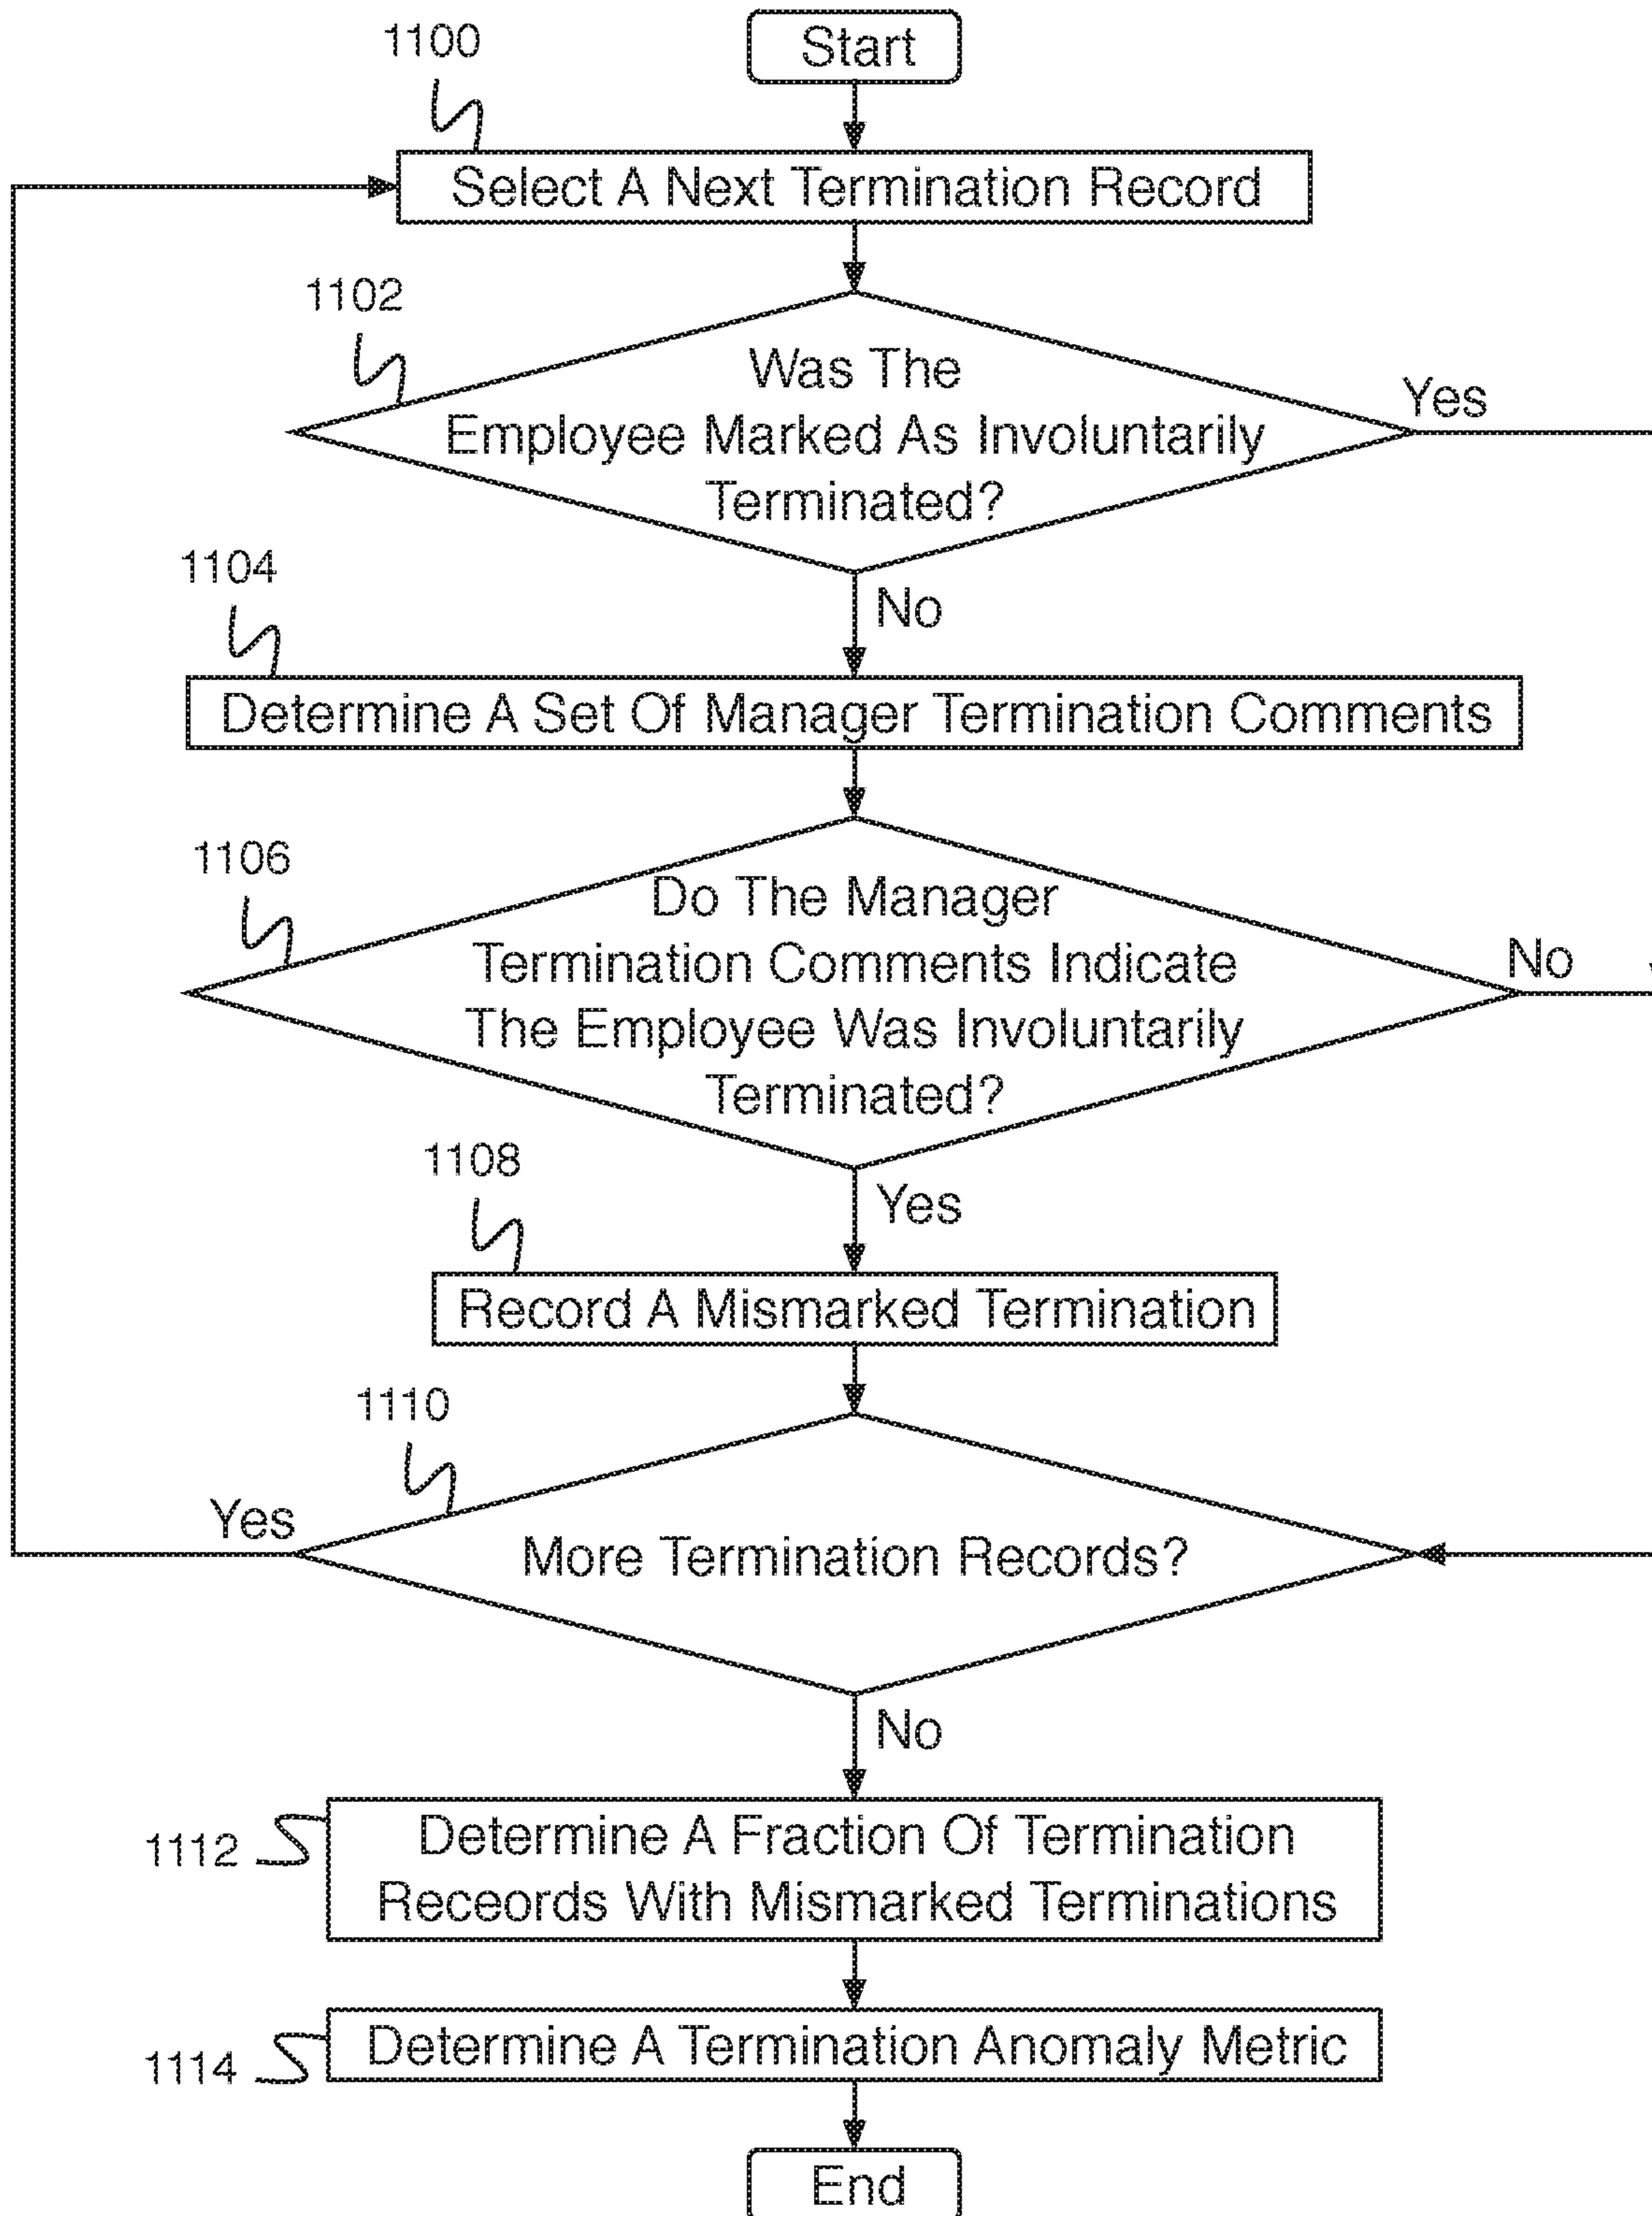 1100
Start
Select A Next Termination Record
1102
Was The
Employee Marked As Involuntarily
Terminated?
Yes
No
1104
Determine A Set Of Manager Termination Comments
1106
Do The Manager
Termination Comments Indicate
The Employee Was Involuntarily
Terminated?
No
Yes
1108
Record A Mismarked Termination
1110
Yes
More Termination Records?
No
1112
Determine A Fraction Of Termination
Receords With Mismarked Terminations
1114
Determine A Termination Anomaly Metric
End